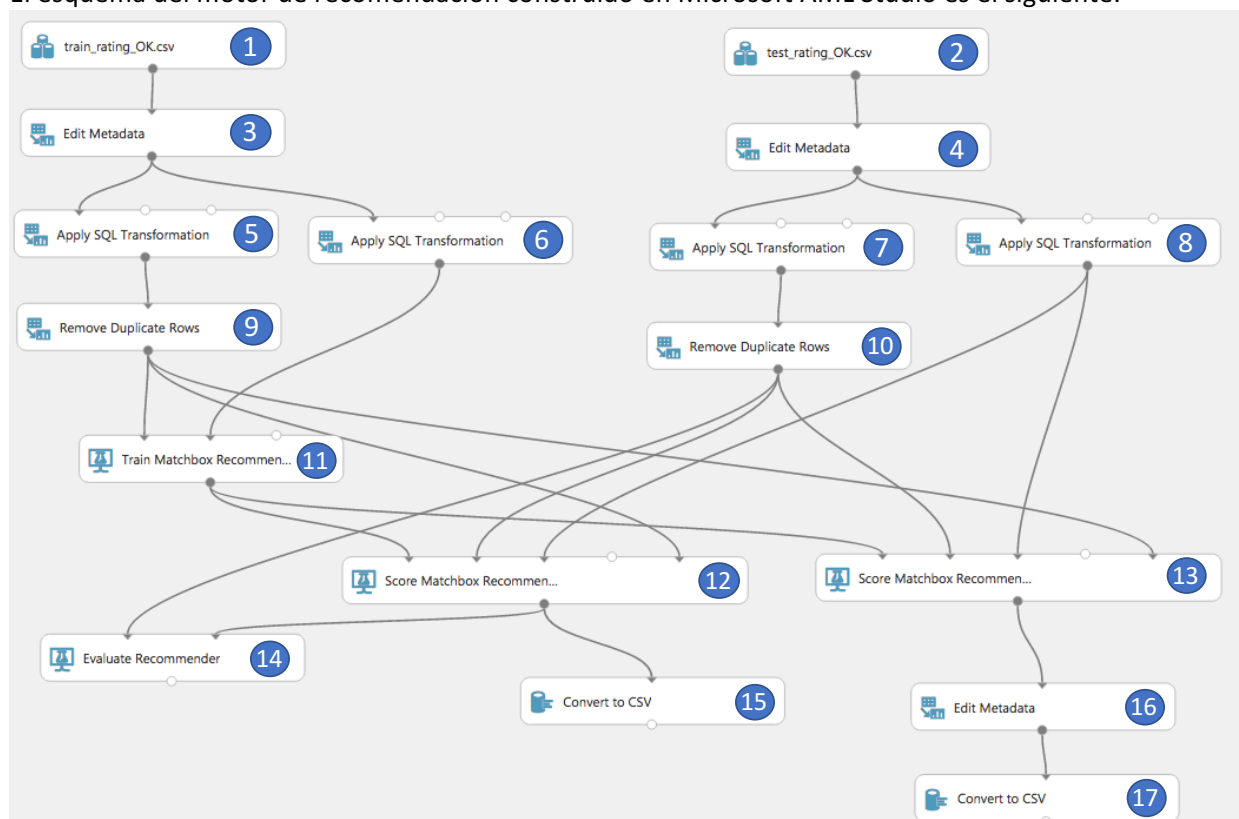 El esquema del motor de recomendación construido en Microsoft AML Studio es el siguiente:
train_rating_OK.csv 1
test_rating_OK.csv 2
Edit Metadata 3
Edit Metadata 4
Apply SQL Transformation 5
Apply SQL Transformation 6
Apply SQL Transformation 7
Apply SQL Transformation 8
Remove Duplicate Rows 9
Remove Duplicate Rows 10
Train Matchbox Recommen... 11
Score Matchbox Recommen... 12
Score Matchbox Recommen... 13
Evaluate Recommender 14
Convert to CSV 15
Edit Metadata 16
Convert to CSV 17